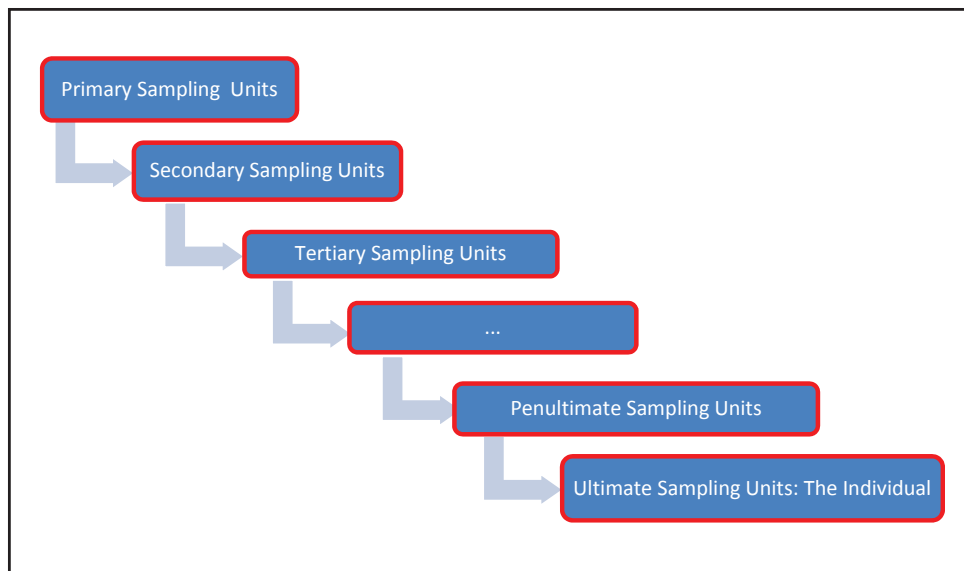 Primary Sampling Units
Secondary Sampling Units
Tertiary Sampling Units
...
Penultimate Sampling Units
Ultimate Sampling Units: The Individual